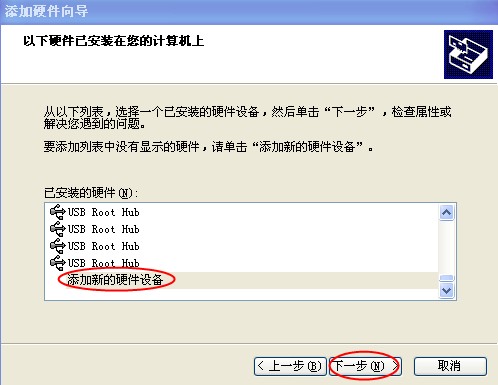 添加硬件向导
以下硬件已安装在您的计算机上
从以下列表，选择一个已安装的硬件设备，然后单击“下一步”，检查属性或
解决您遇到的问题。
要添加列表中没有显示的硬件，请单击“添加新的硬件设备”。
已安装的硬件(N):
USB Root Hub
USB Root Hub
USB Root Hub
USB Root Hub
添加新的硬件设备
< 上一步(B) 下一步(N) > 取消